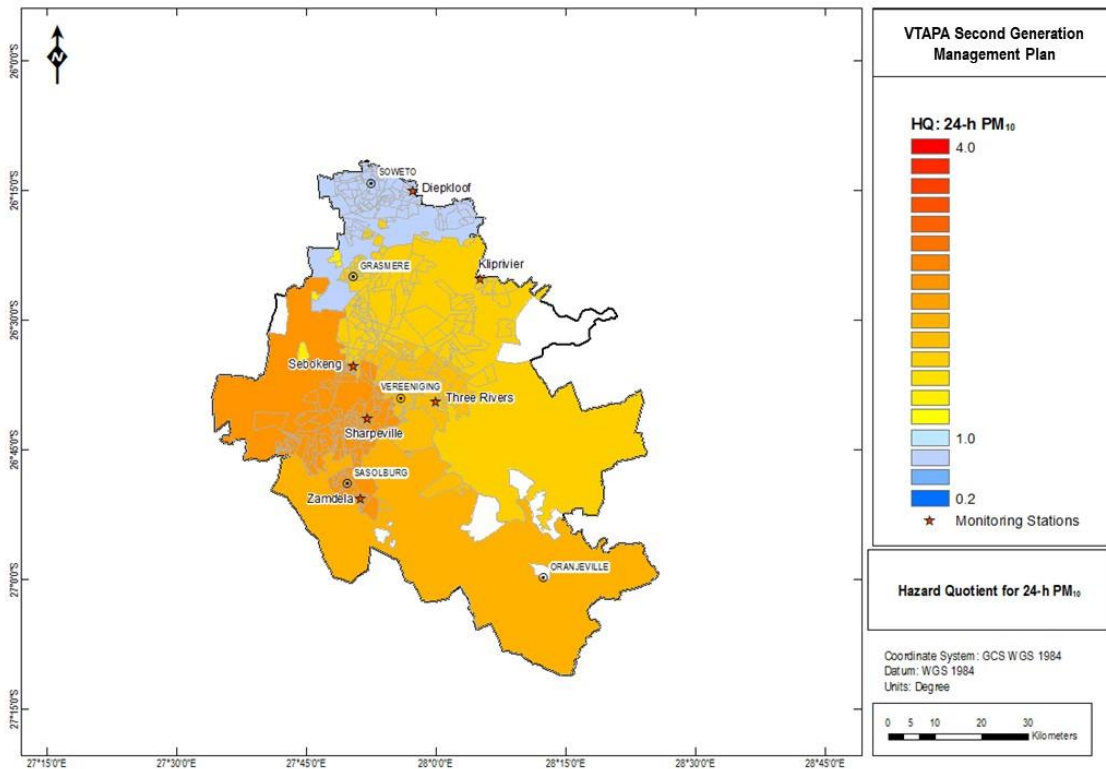 VTAPA Second Generation
Management Plan
HQ: 24-h PM₁₀
4.0
1.0
0.2
Monitoring Stations
Hazard Quotient for 24-h PM₁₀
Coordinate System: GCS WGS 1984
Datum: WGS 1984
Units: Degree
0 5 10 20 30
Kilometers
N
SOWETO
Diepkloof
GRASMERE
Kliprivier
Sebokeng
VEREENIGING
Three Rivers
Sharpeville
SASOLBURG
Zamdela
ORANJEVILLE
26°0'0"S
26°15'0"S
26°30'0"S
26°45'0"S
27°0'0"S
27°15'0"S
27°15'0"E
27°30'0"E
27°45'0"E
28°0'0"E
28°15'0"E
28°30'0"E
28°45'0"E